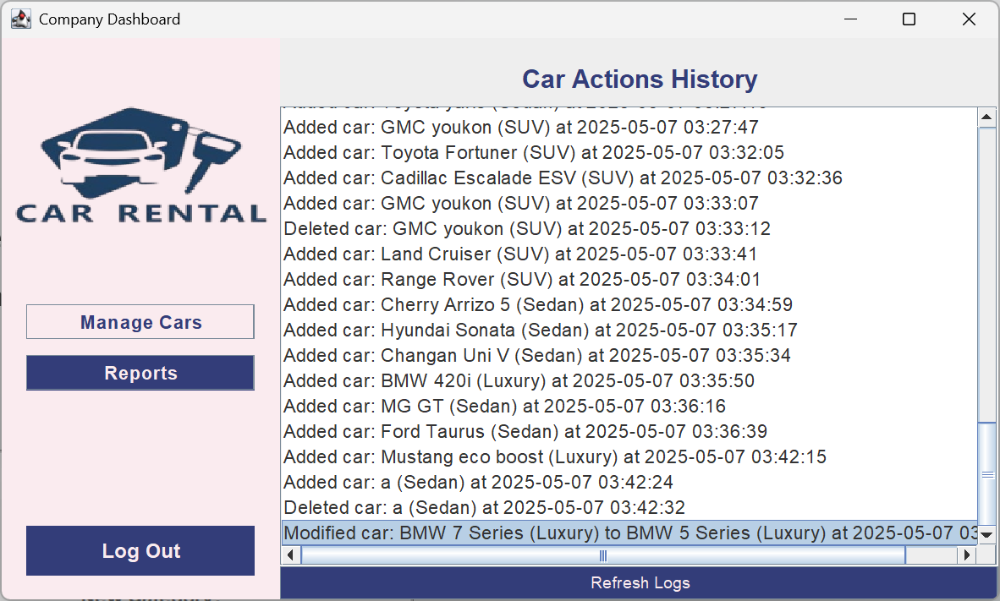 Company Dashboard
CAR RENTAL
Manage Cars
Reports
Log Out
Car Actions History
Added car: GMC youkon (SUV) at 2025-05-07 03:27:47
Added car: Toyota Fortuner (SUV) at 2025-05-07 03:32:05
Added car: Cadillac Escalade ESV (SUV) at 2025-05-07 03:32:36
Added car: GMC youkon (SUV) at 2025-05-07 03:33:07
Deleted car: GMC youkon (SUV) at 2025-05-07 03:33:12
Added car: Land Cruiser (SUV) at 2025-05-07 03:33:41
Added car: Range Rover (SUV) at 2025-05-07 03:34:01
Added car: Cherry Arrizo 5 (Sedan) at 2025-05-07 03:34:59
Added car: Hyundai Sonata (Sedan) at 2025-05-07 03:35:17
Added car: Changan Uni V (Sedan) at 2025-05-07 03:35:34
Added car: BMW 420i (Luxury) at 2025-05-07 03:35:50
Added car: MG GT (Sedan) at 2025-05-07 03:36:16
Added car: Ford Taurus (Sedan) at 2025-05-07 03:36:39
Added car: Mustang eco boost (Luxury) at 2025-05-07 03:42:15
Added car: a (Sedan) at 2025-05-07 03:42:24
Deleted car: a (Sedan) at 2025-05-07 03:42:32
Modified car: BMW 7 Series (Luxury) to BMW 5 Series (Luxury) at 2025-05-07 03
Refresh Logs